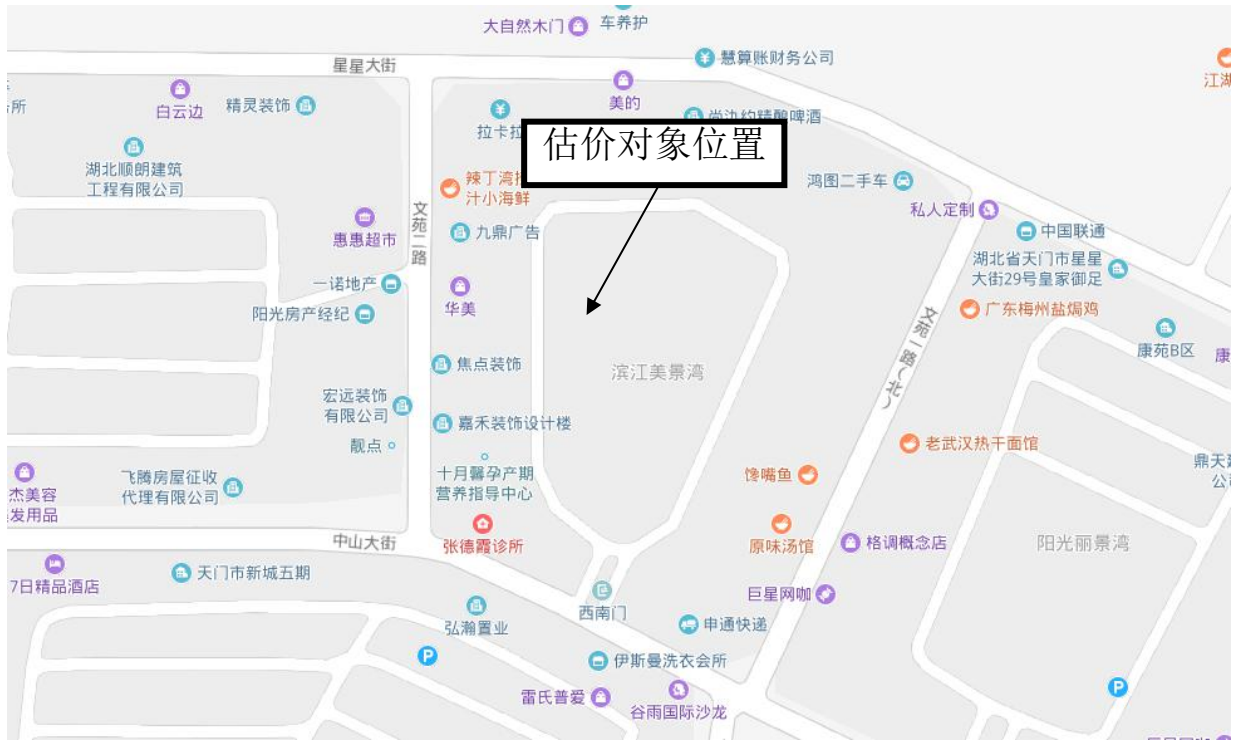 大自然木门
车养护
星星大街
慧算账财务公司
江湖
白云边
精灵装饰
所
美的
拉卡拉
估价对象位置
湖北顺朗建筑
工程有限公司
辣丁湾
汁小海鲜
鸿图二手车
私人定制
文苑二路
惠惠超市
九鼎广告
中国联通
湖北省天门市星星
大街29号皇家御足
一诺地产
华美
阳光房产经纪
文苑一路(北)
广东梅州盐焗鸡
康苑B区
康
焦点装饰
滨江美景湾
宏远装饰
有限公司
嘉禾装饰设计楼
靓点
老武汉热干面馆
十月馨孕产期
营养指导中心
馋嘴鱼
鼎天
公
杰美容
发用品
飞腾房屋征收
代理有限公司
中山大街
张德霞诊所
原味汤馆
格调概念店
阳光丽景湾
7日精品酒店
天门市新城五期
西南门
巨星网咖
弘瀚置业
申通快递
P
伊斯曼洗衣会所
雷氏普爱
谷雨国际沙龙
P